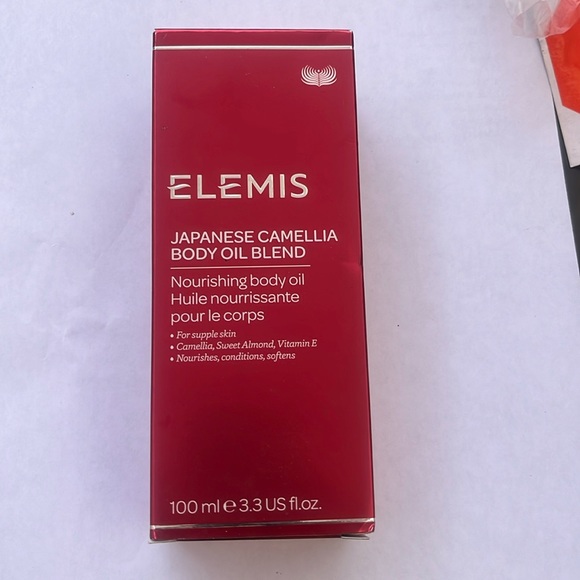 ELEMIS
JAPANESE CAMELLIA
BODY OIL BLEND
Nourishing body oil
Huile nourrissante
pour le corps
• For supple skin
• Camellia, Sweet Almond, Vitamin E
• Nourishes, conditions, softens
100 ml ℮ 3.3 US fl.oz.